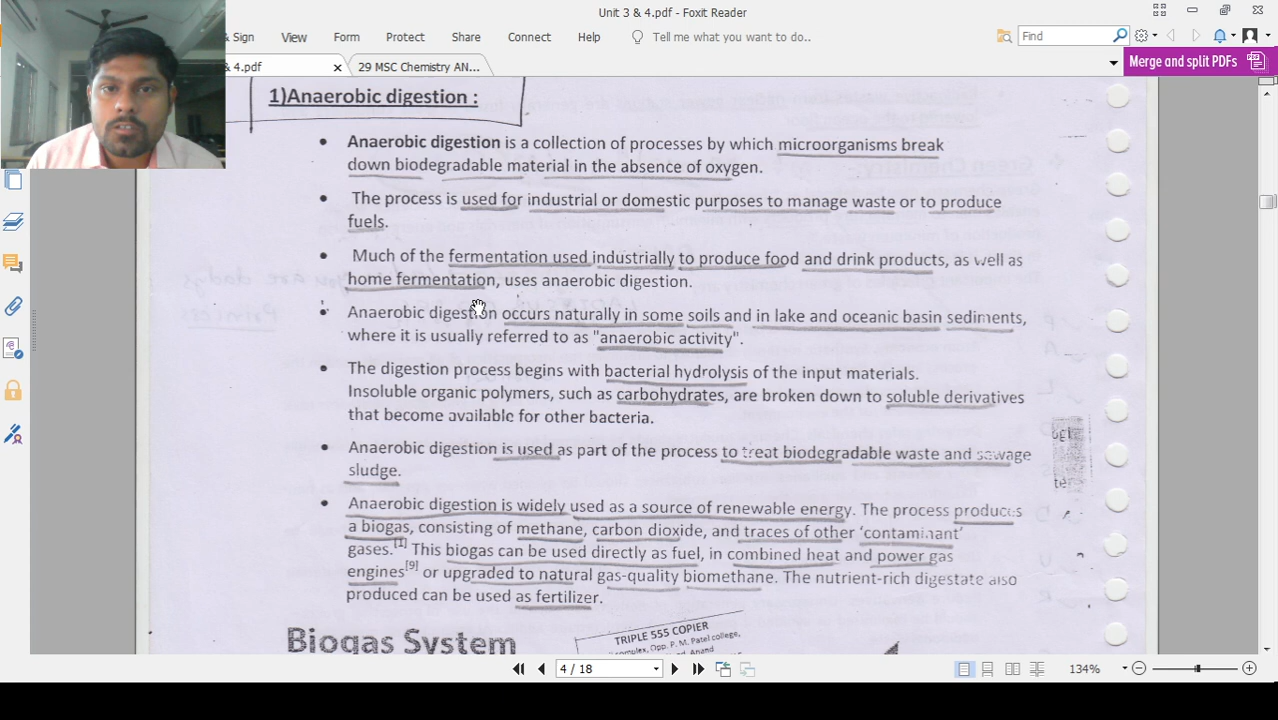 Unit 3 & 4.pdf - Foxit Reader
& Sign View Form Protect Share Connect Help Tell me what you want to do.. Find
& 4.pdf 29 MSC Chemistry AN... Merge and split PDFs
1)Anaerobic digestion :
• Anaerobic digestion is a collection of processes by which microorganisms break
down biodegradable material in the absence of oxygen.
• The process is used for industrial or domestic purposes to manage waste or to produce
fuels.
• Much of the fermentation used industrially to produce food and drink products, as well as
home fermentation, uses anaerobic digestion.
• Anaerobic digestion occurs naturally in some soils and in lake and oceanic basin sediments,
where it is usually referred to as "anaerobic activity".
• The digestion process begins with bacterial hydrolysis of the input materials.
Insoluble organic polymers, such as carbohydrates, are broken down to soluble derivatives
that become available for other bacteria.
• Anaerobic digestion is used as part of the process to treat biodegradable waste and sewage
sludge.
• Anaerobic digestion is widely used as a source of renewable energy. The process produces
a biogas, consisting of methane, carbon dioxide, and traces of other ‘contaminant’
gases.[1] This biogas can be used directly as fuel, in combined heat and power gas
engines[9] or upgraded to natural gas-quality biomethane. The nutrient-rich digestate also
produced can be used as fertilizer.
Biogas System
TRIPLE 555 COPIER
complex, Opp. P. M. Patel college,
Anand
4 / 18 134%